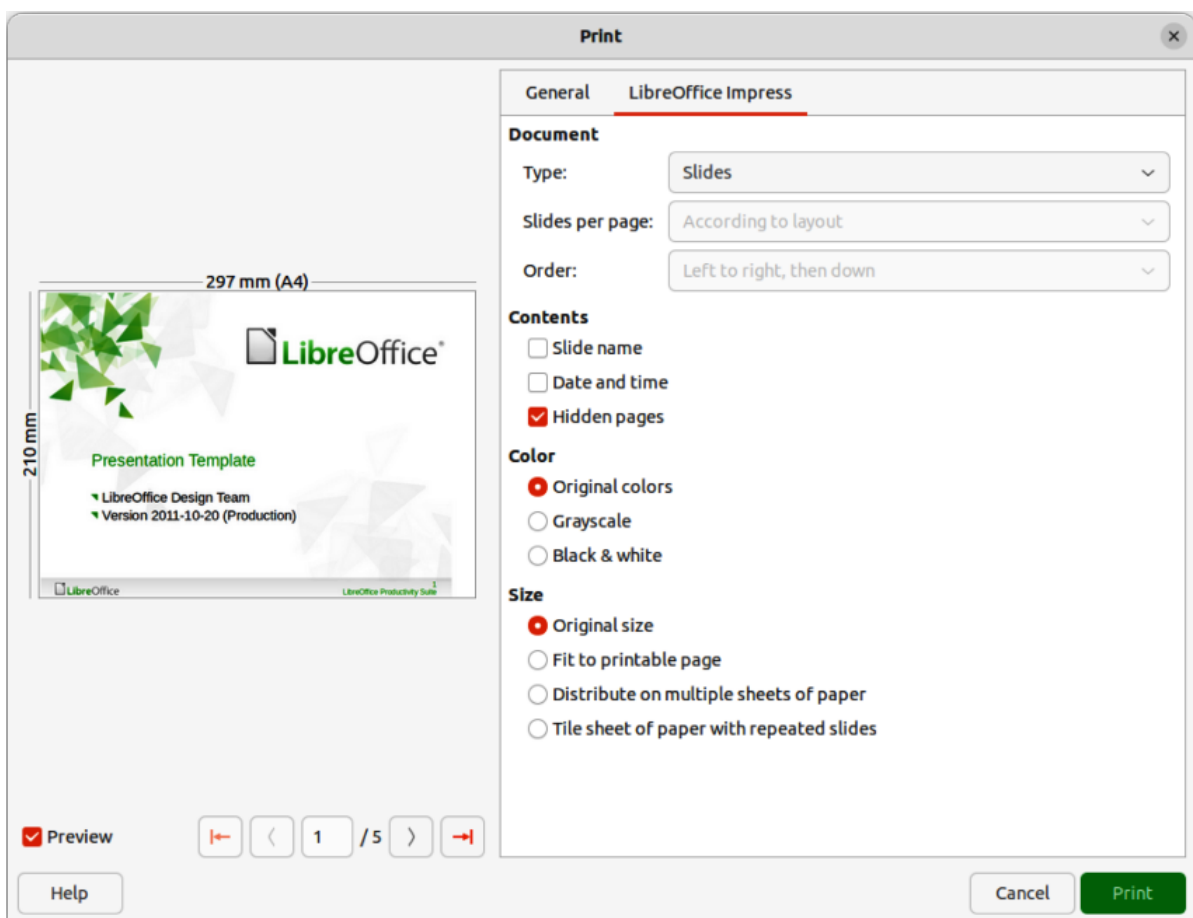 Print
General LibreOffice Impress
Document
Type: Slides
Slides per page: According to layout
Order: Left to right, then down
Contents
Slide name
Date and time
Hidden pages
Color
Original colors
Grayscale
Black & white
Size
Original size
Fit to printable page
Distribute on multiple sheets of paper
Tile sheet of paper with repeated slides
297 mm (A4)
210 mm
LibreOffice®
Presentation Template
LibreOffice Design Team
Version 2011-10-20 (Production)
LibreOffice
1
LibreOffice Productivity Suite
Preview 1 / 5
Help Cancel Print